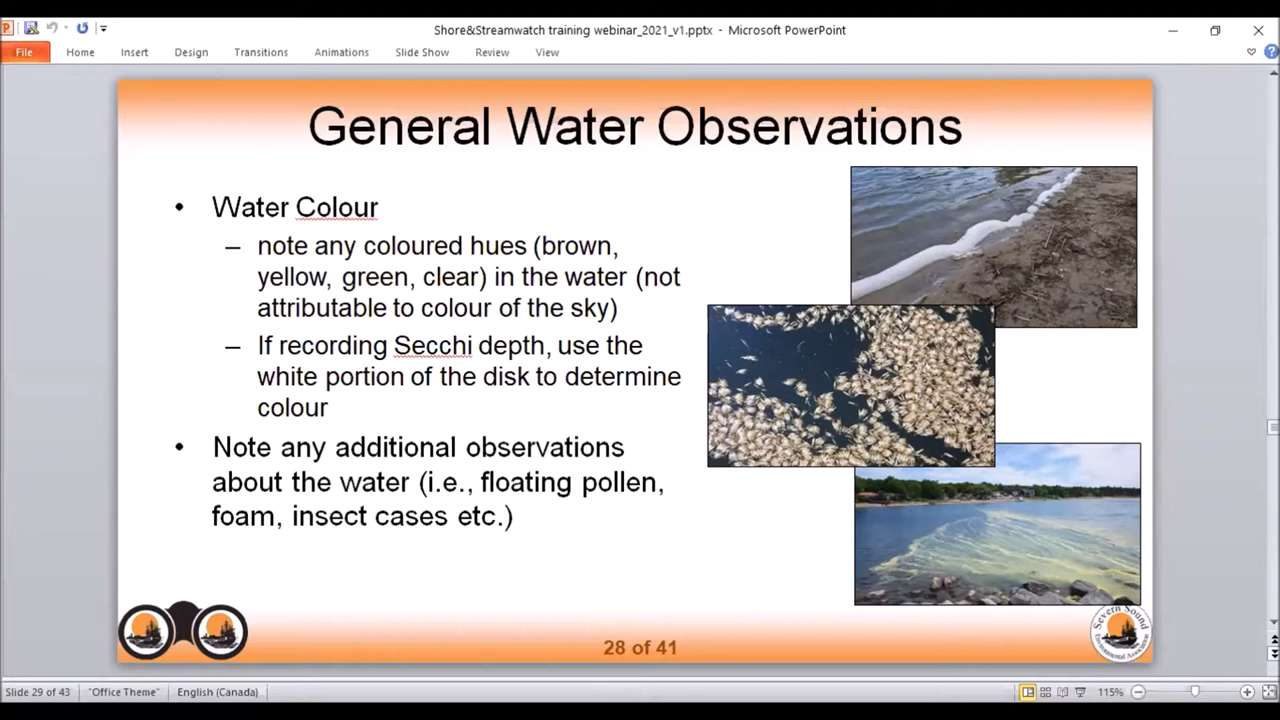 Shore&Streamwatch training webinar_2021_v1.pptx - Microsoft PowerPoint
File Home Insert Design Transitions Animations Slide Show Review View
General Water Observations
• Water Colour
– note any coloured hues (brown,
yellow, green, clear) in the water (not
attributable to colour of the sky)
– If recording Secchi depth, use the
white portion of the disk to determine
colour
• Note any additional observations
about the water (i.e., floating pollen,
foam, insect cases etc.)
28 of 41
Severn Sound
Environmental Association
Slide 29 of 43 "Office Theme" English (Canada) 115%